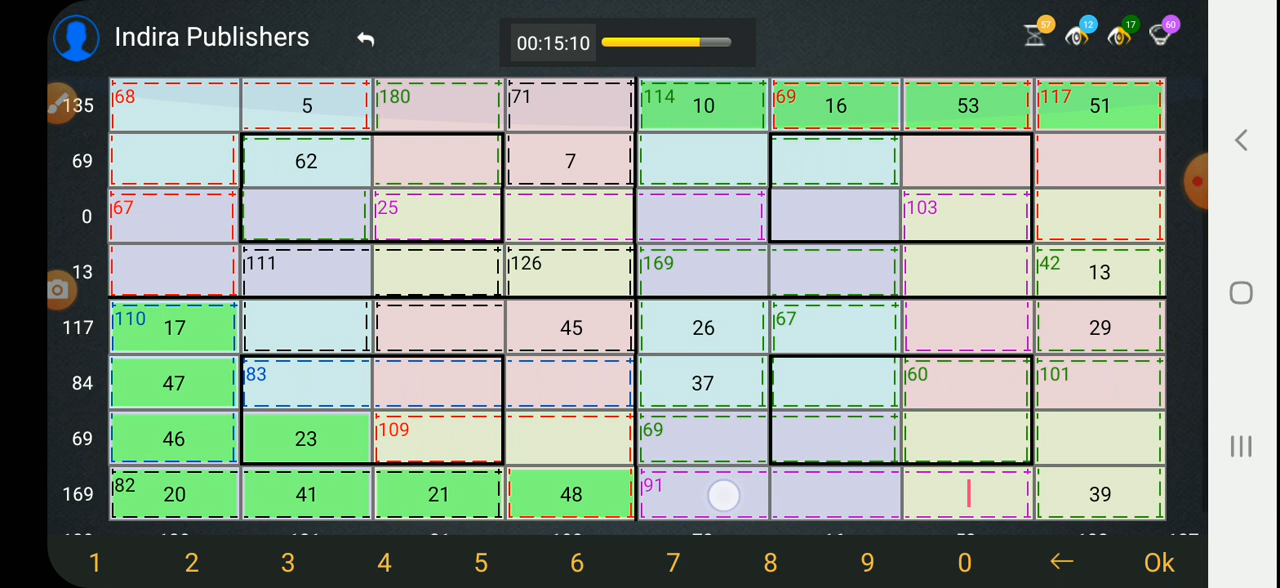 Indira Publishers 00:15:10 57 12 17 60
135 68 5 180 71 114 10 69 16 53 117 51
69 62 7
0 67 25 103
13 111 126 169 42 13
117 110 17 45 26 67 29
84 47 83 37 60 101
69 46 23 109 69
169 82 20 41 21 48 91 39
1 2 3 4 5 6 7 8 9 0 ← Ok